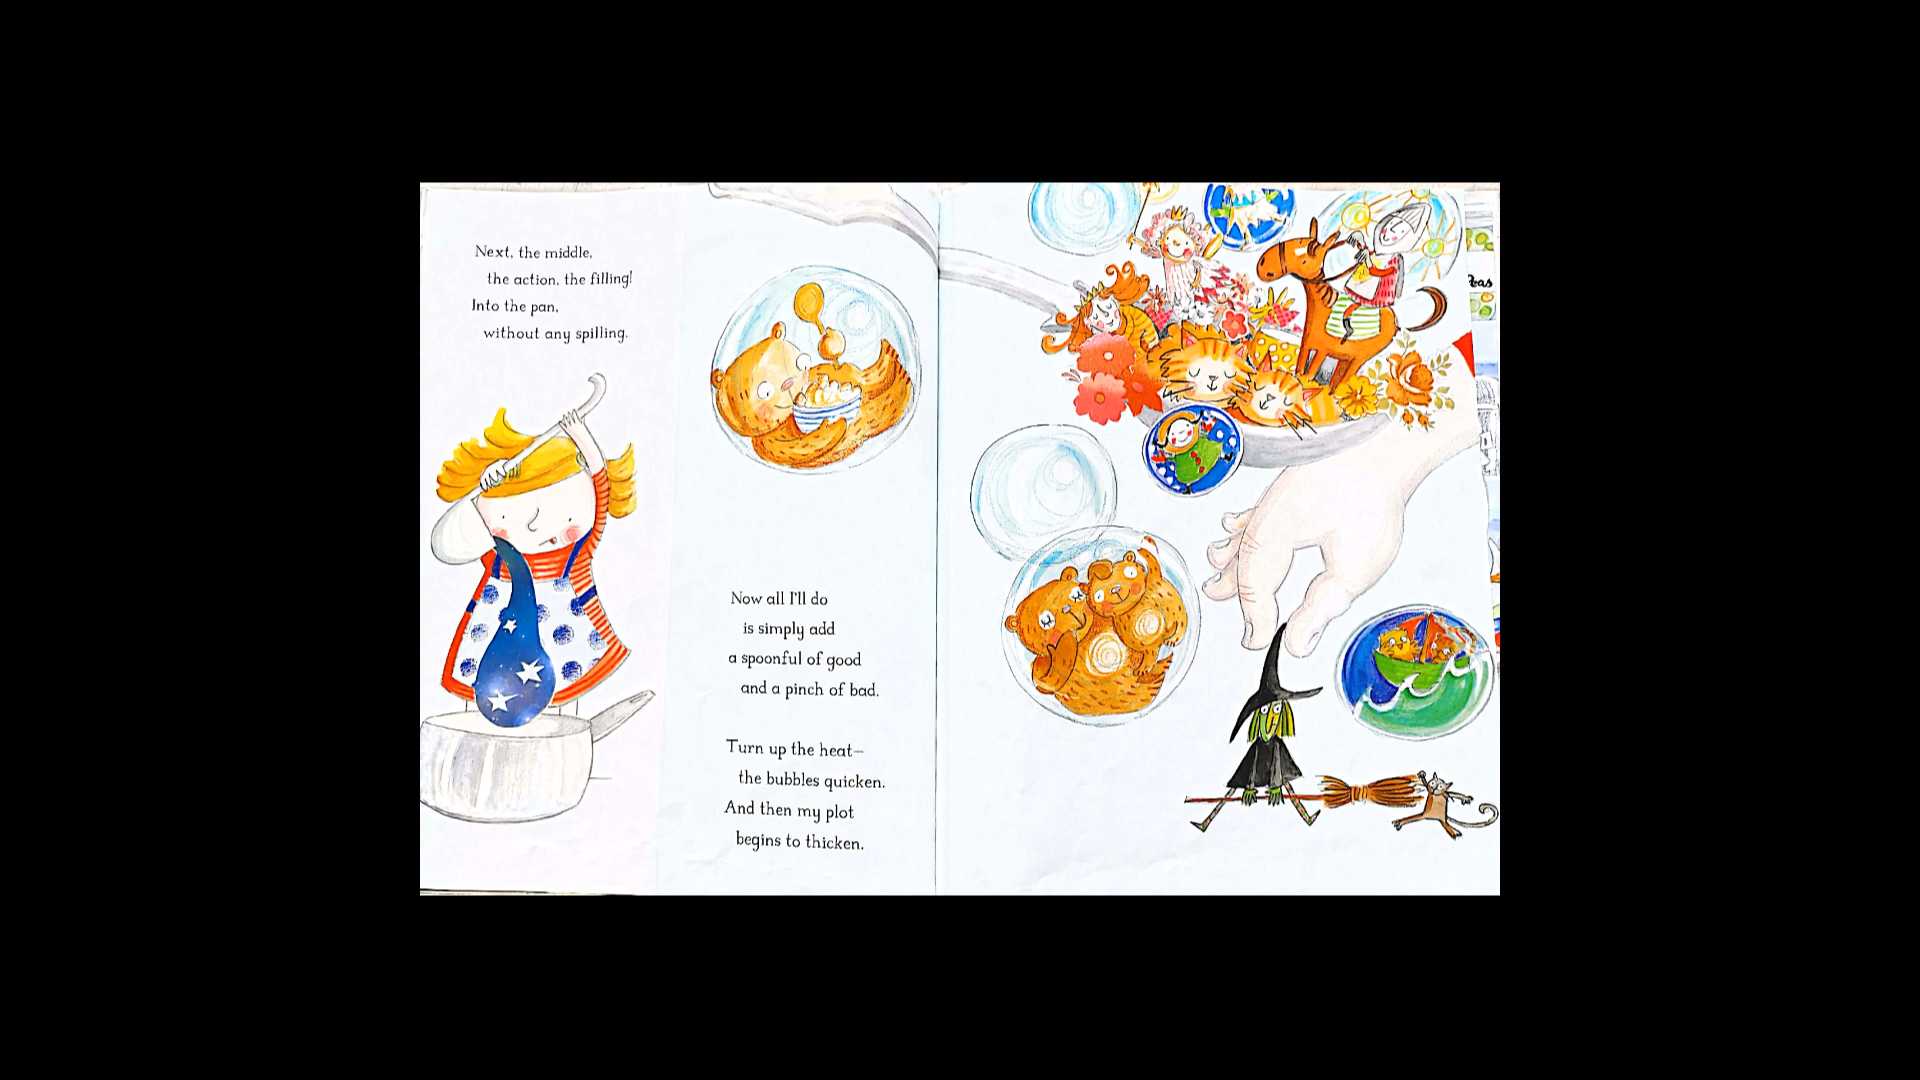 Next, the middle,
the action, the filling!
Into the pan,
without any spilling.
Now all I'll do
is simply add
a spoonful of good
and a pinch of bad.
Turn up the heat—
the bubbles quicken.
And then my plot
begins to thicken.